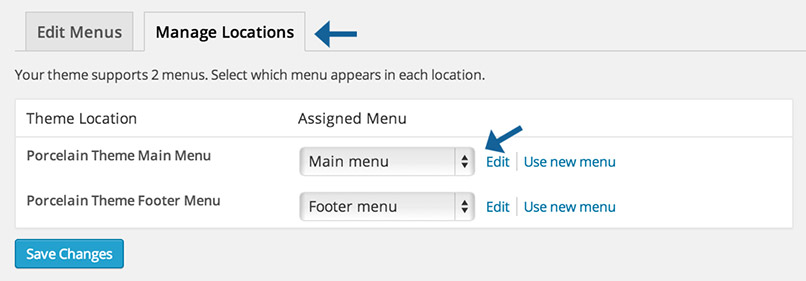 Edit Menus
Manage Locations
Your theme supports 2 menus. Select which menu appears in each location.
Theme Location Assigned Menu
Porcelain Theme Main Menu Main menu Edit Use new menu
Porcelain Theme Footer Menu Footer menu Edit Use new menu
Save Changes